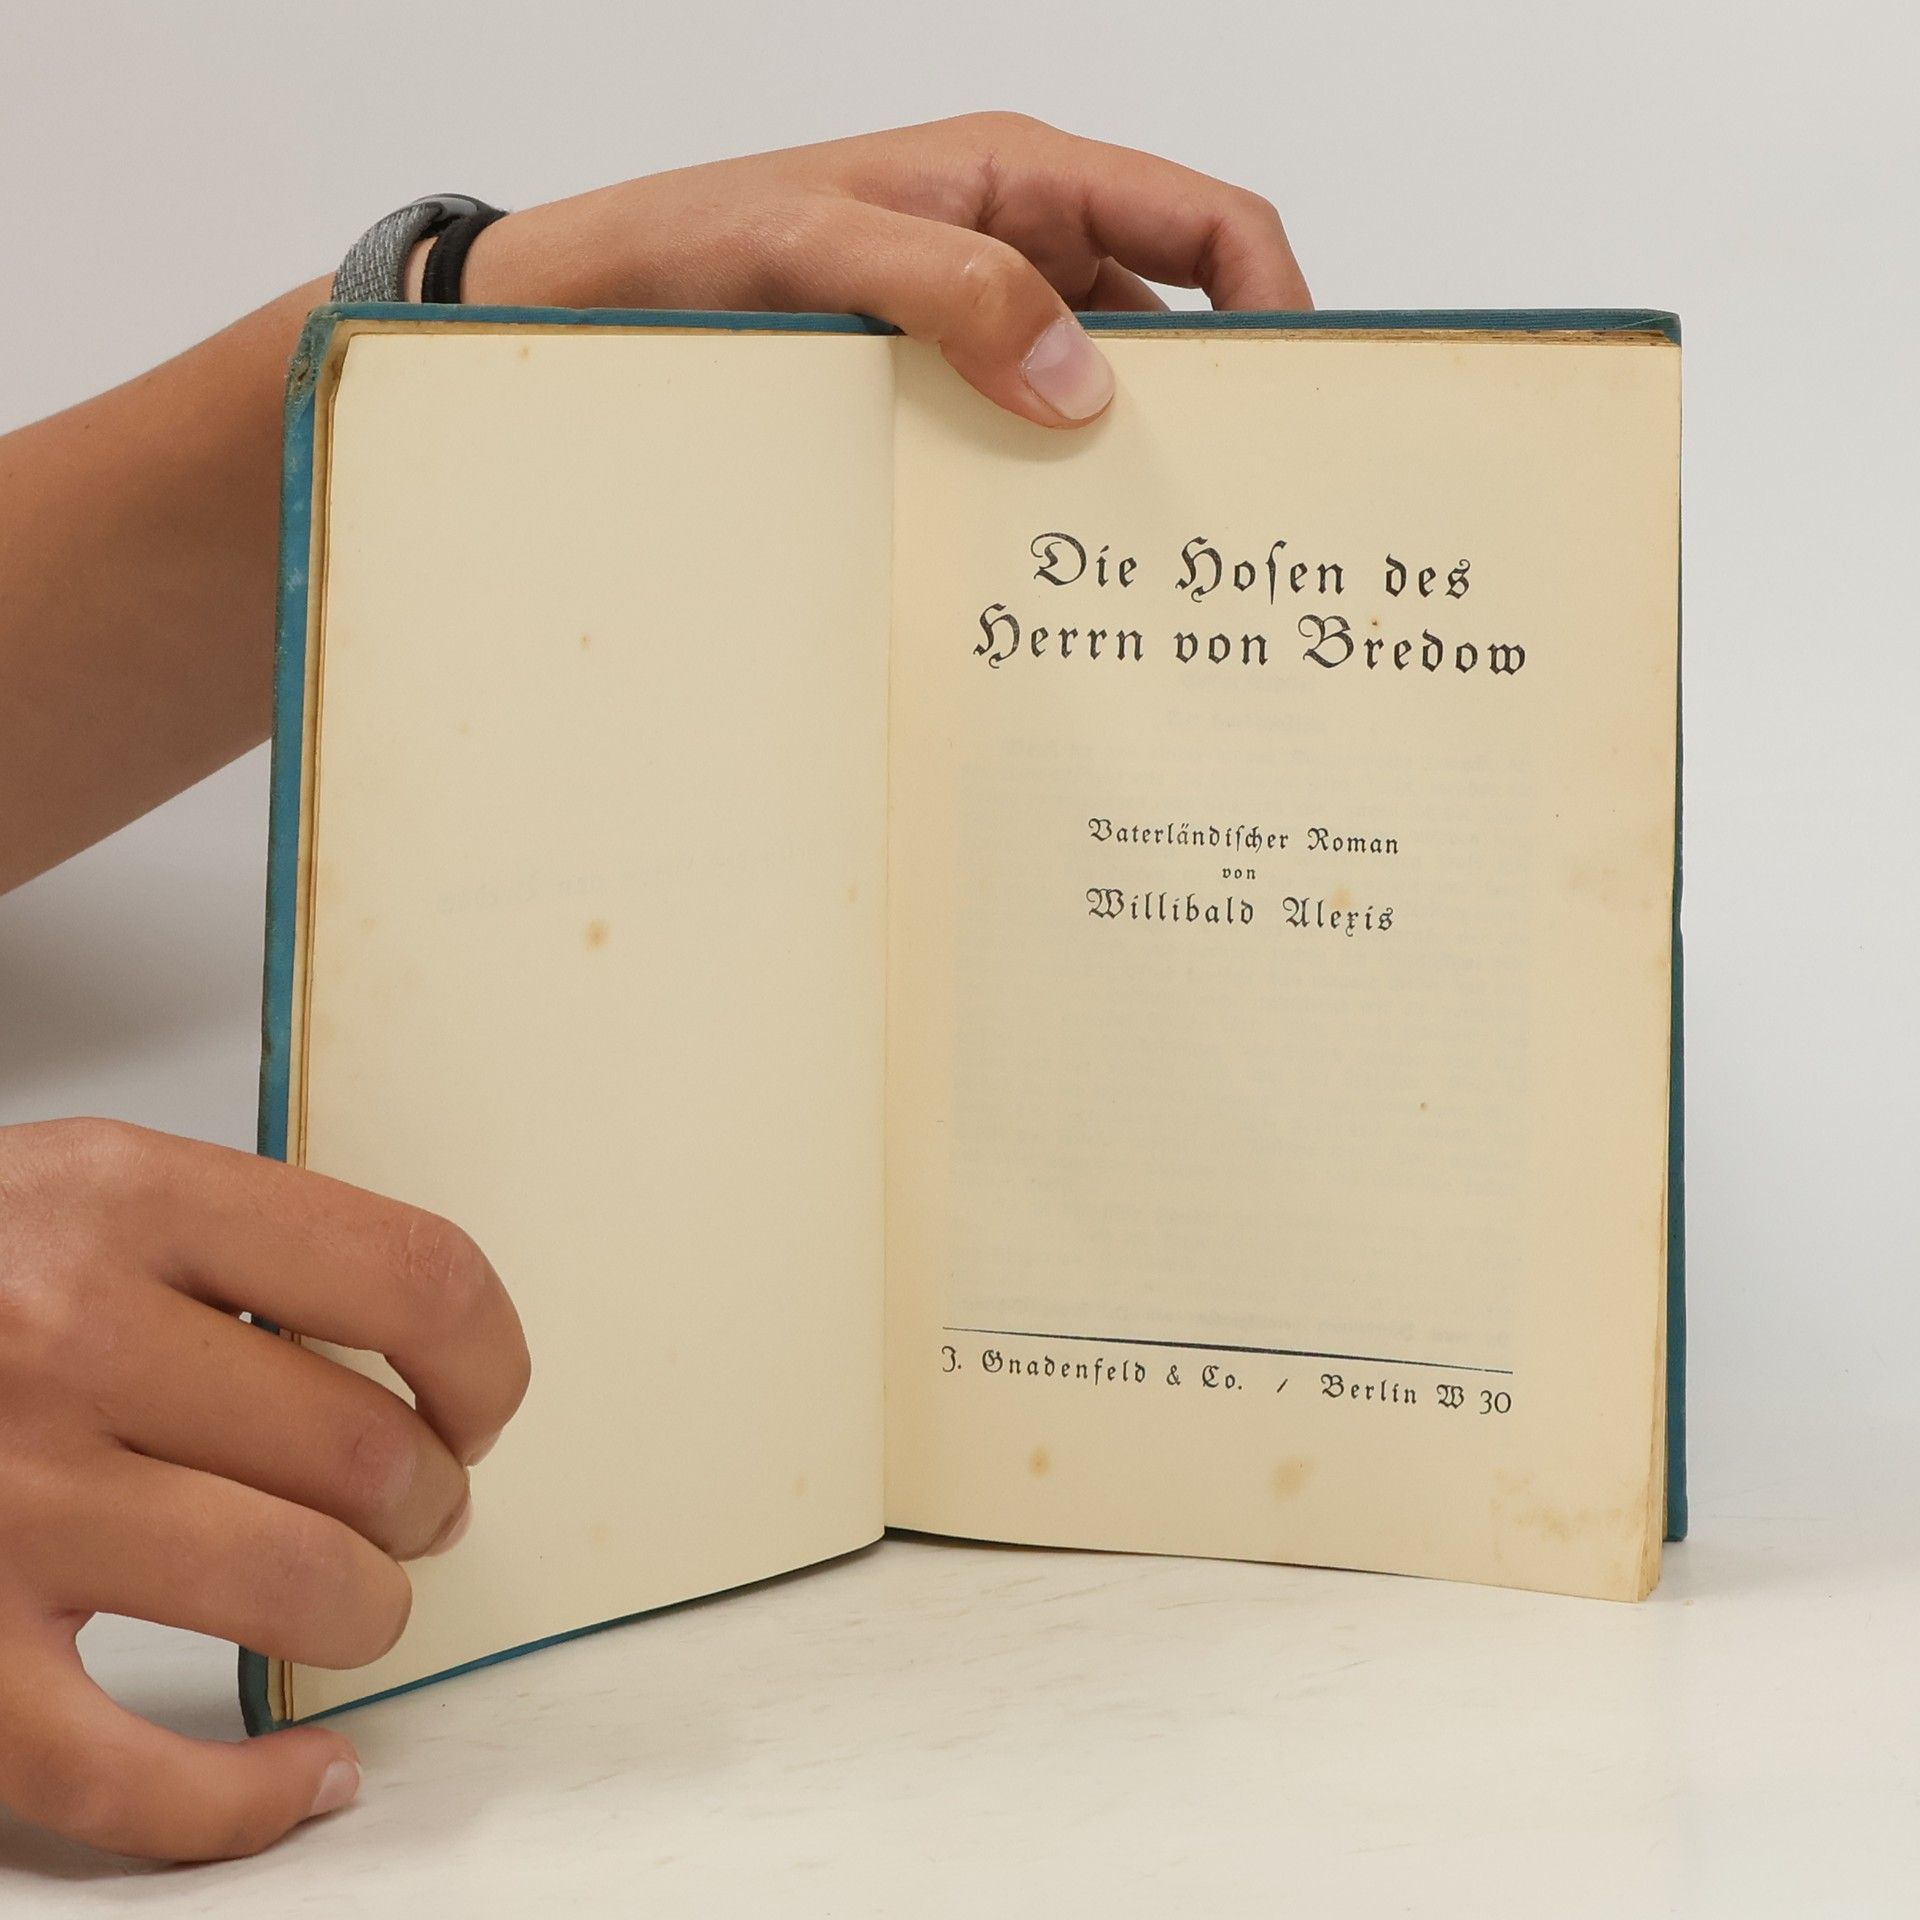 Die Hoſen des
Herrn von Bredow
Vaterländiſcher Roman
von
Willibald Alexis
J. Gnadenfeld & Co. / Berlin W 30